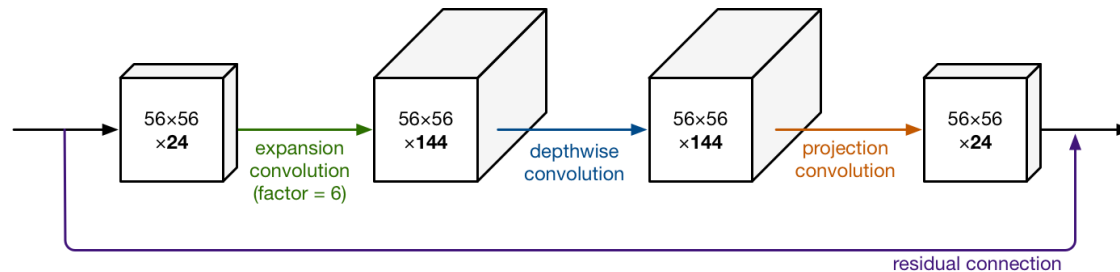 56×56
×24
expansion
convolution
(factor = 6)
56×56
×144
depthwise
convolution
56×56
×144
projection
convolution
56×56
×24
residual connection